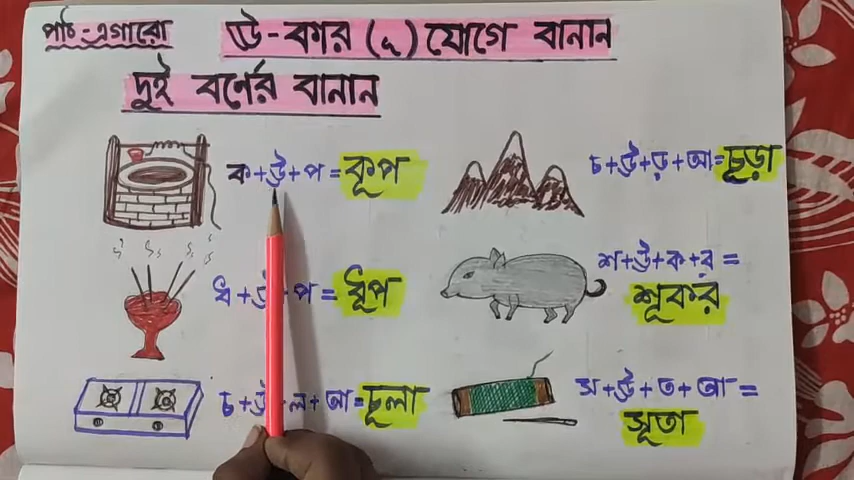 পাঠ-এগারো
ঊ-কার (ূ) যোগে বানান
দুই বর্ণের বানান
ক+ঊ+প = কূপ
চ+ঊ+ড়+আ=চূড়া
ধ+ঊ+প = ধূপ
শ+ঊ+ক+র =
শূকর
চ+ঊ+ল+আ=চূলা
স+ঊ+ত+আ =
সূতা